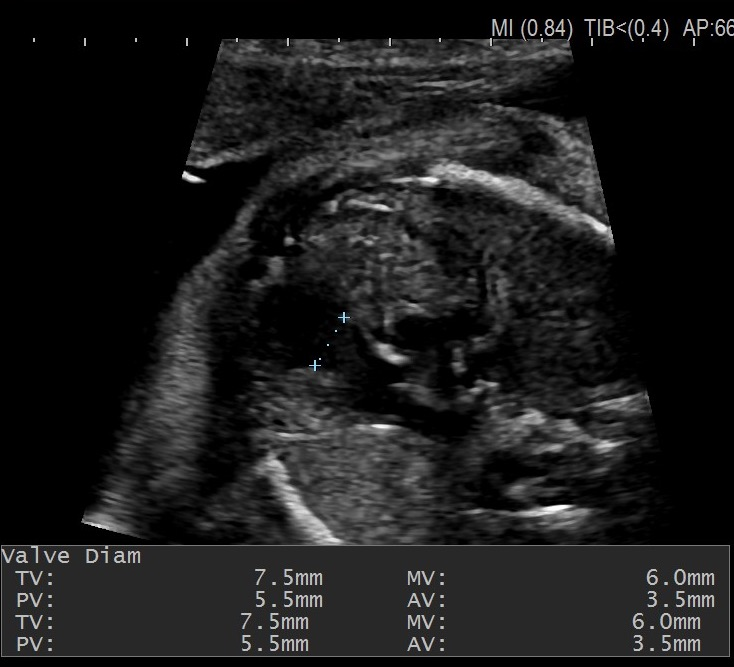 MI (0.84) TIB<(0.4) AP:66
Valve Diam
TV: 7.5mm MV: 6.0mm
PV: 5.5mm AV: 3.5mm
TV: 7.5mm MV: 6.0mm
PV: 5.5mm AV: 3.5mm